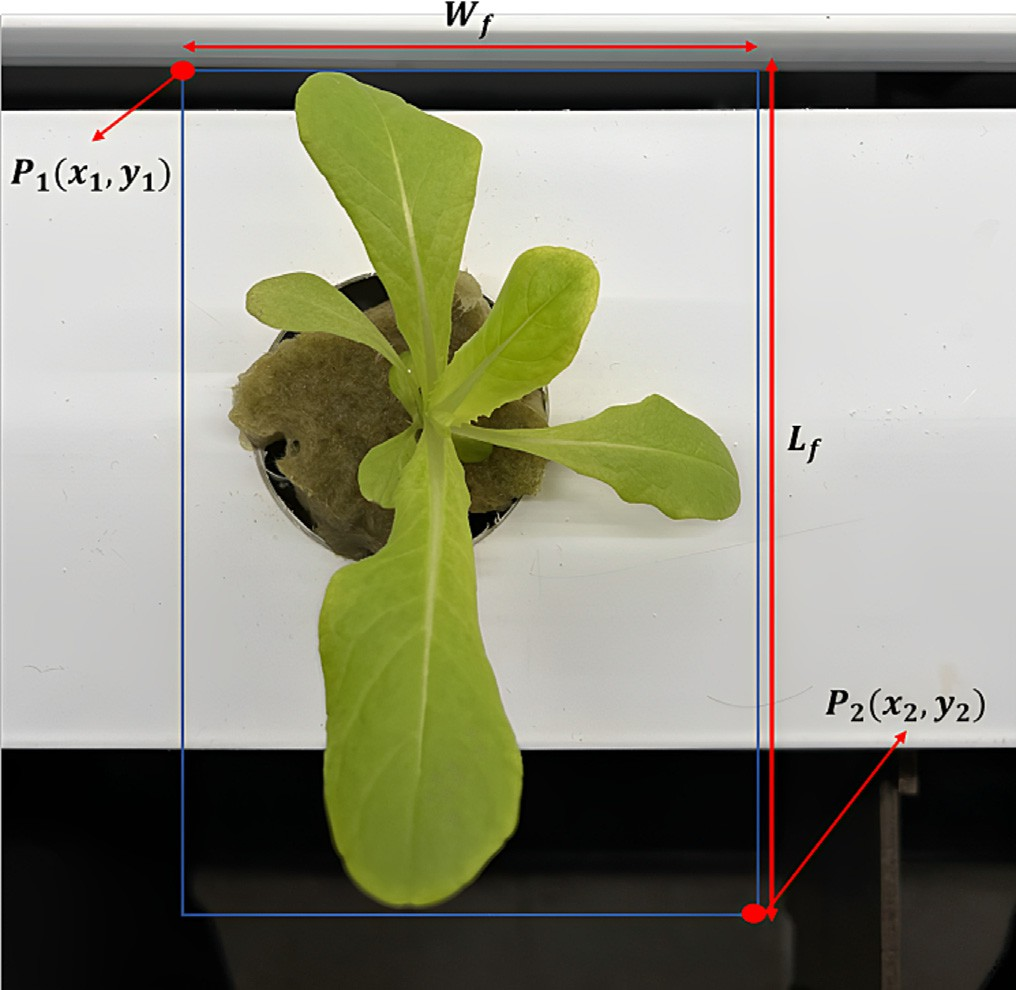 W_f
P_1(x_1, y_1)
L_f
P_2(x_2, y_2)